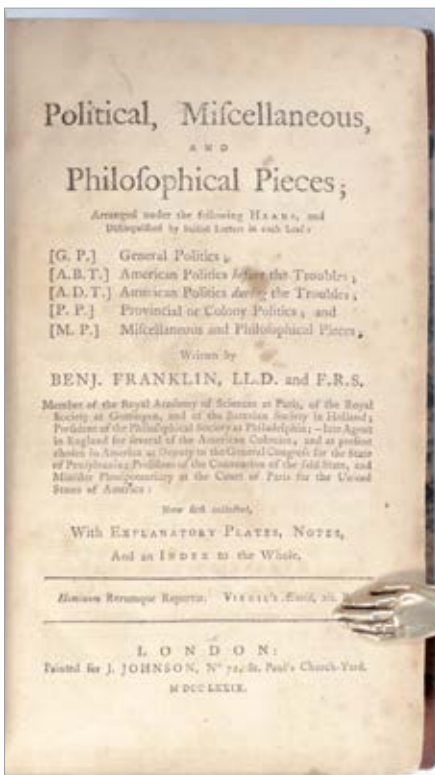 Political, Miſcellaneous,
AND
Philoſophical Pieces;
Arranged under the following HEADS, and
Diſtinguiſhed by Initial Letters in each Leaf:
[G. P.] General Politics;
[A.B.T.] American Politics before the Troubles;
[A.D.T.] American Politics during the Troubles;
[P. P.] Provincial or Colony Politics; and
[M. P.] Miſcellaneous and Philoſophical Pieces,
Written by
BENJ. FRANKLIN, LL.D. and F.R.S.
Member of the Royal Academy of Sciences at Paris, of the Royal
Society at Gottingen, and of the Batavian Society in Holland;
Preſident of the Philoſophical Society at Philadelphia; —late Agent
in England for ſeveral of the American Colonies, and at preſent
choſen in America as Deputy to the General Congreſs for the State
of Penſylvania; Preſident of the Convention of the ſaid State, and
Miniſter Plenipotentiary at the Court of Paris for the United
States of America:
Now firſt collected,
With EXPLANATORY PLATES, NOTES,
And an INDEX to the Whole.
Hominum Rerumque Repertor. VIRGIL's Æneid, xii.
LONDON:
Printed for J. JOHNSON, No 72, St. Paul's Church-Yard.
M DCC LXXIX.